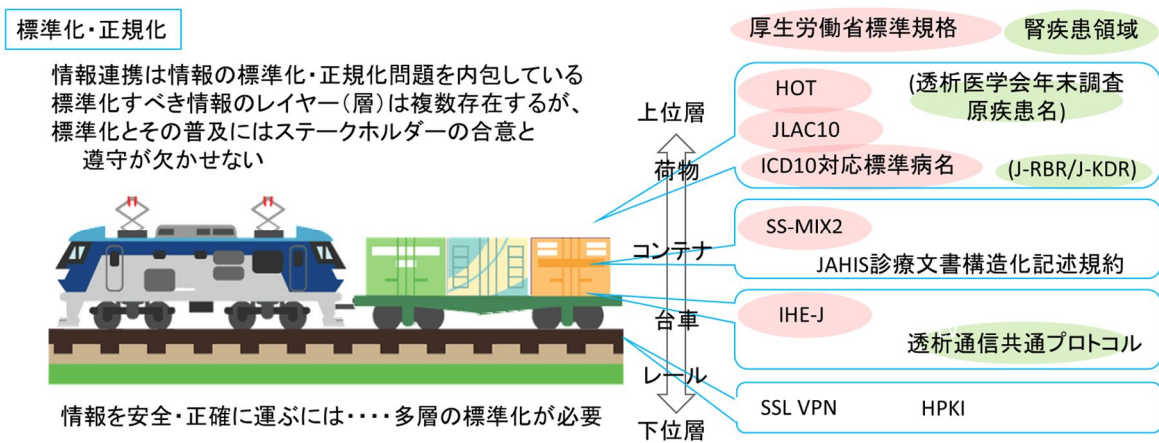 標準化・正規化
情報連携は情報の標準化・正規化問題を内包している
標準化すべき情報のレイヤー（層）は複数存在するが、
標準化とその普及にはステークホルダーの合意と
遵守が欠かせない
情報を安全・正確に運ぶには・・・・多層の標準化が必要
上位層
荷物
コンテナ
台車
レール
下位層
厚生労働省標準規格
腎疾患領域
HOT
(透析医学会年末調査
原疾患名)
JLAC10
ICD10対応標準病名
(J-RBR/J-KDR)
SS-MIX2
JAHIS診療文書構造化記述規約
IHE-J
透析通信共通プロトコル
SSL VPN
HPKI